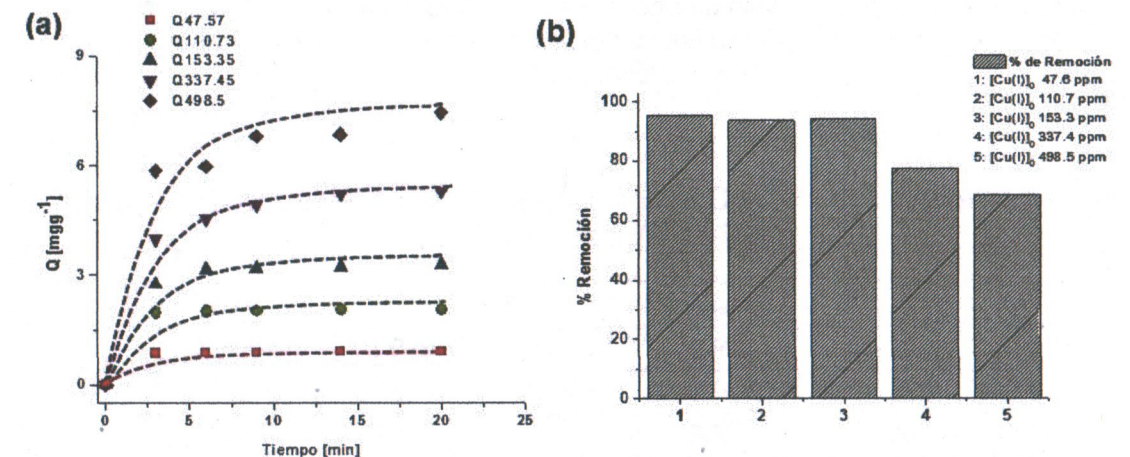 (a)
Q47.57
Q110.73
Q153.35
Q337.45
Q498.5
9
6
3
0
Q [mgg⁻¹]
0 5 10 15 20 25
Tiempo [min]
(b)
% de Remoción
1: [Cu(I)]₀ 47.6 ppm
2: [Cu(I)]₀ 110.7 ppm
3: [Cu(I)]₀ 153.3 ppm
4: [Cu(I)]₀ 337.4 ppm
5: [Cu(I)]₀ 498.5 ppm
100
80
60
40
20
0
% Remoción
1 2 3 4 5